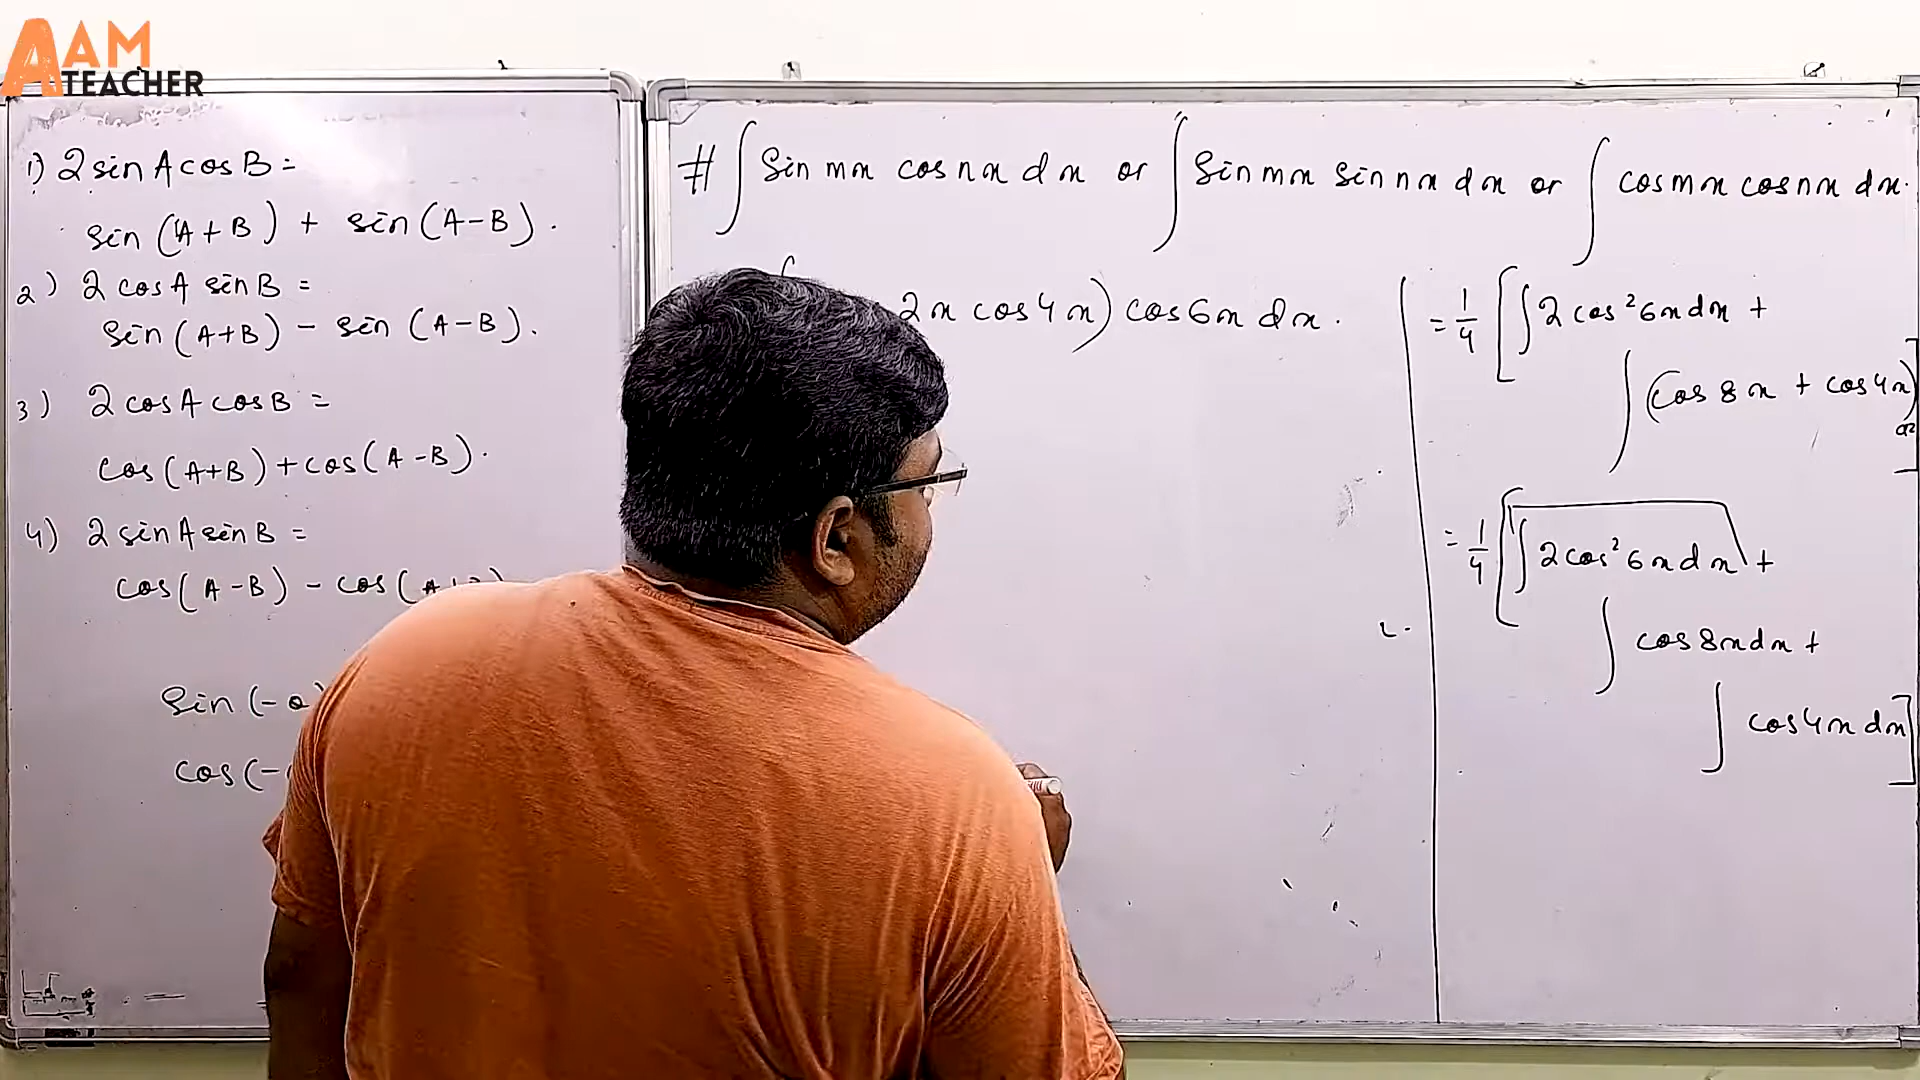 AAM
TEACHER
1) 2 sin A cos B =
sin (A+B) + sin (A-B).
2) 2 cos A sin B =
sin (A+B) - sin (A-B).
3) 2 cos A cos B =
cos (A+B) + cos (A-B).
4) 2 sin A sin B =
cos (A-B) - cos (A
sin (-
cos (-
# ∫ sin mx cos nx dx or ∫ sin mx sin nx dx or ∫ cos mx cos nx dx.
2x cos 4x) cos 6x dx.
= 1/4 [ ∫ 2 cos² 6x dx +
∫ (cos 8x + cos 4x) dx ]
= 1/4 [ ∫ 2 cos² 6x dx +
∫ cos 8x dx +
∫ cos 4x dx ]